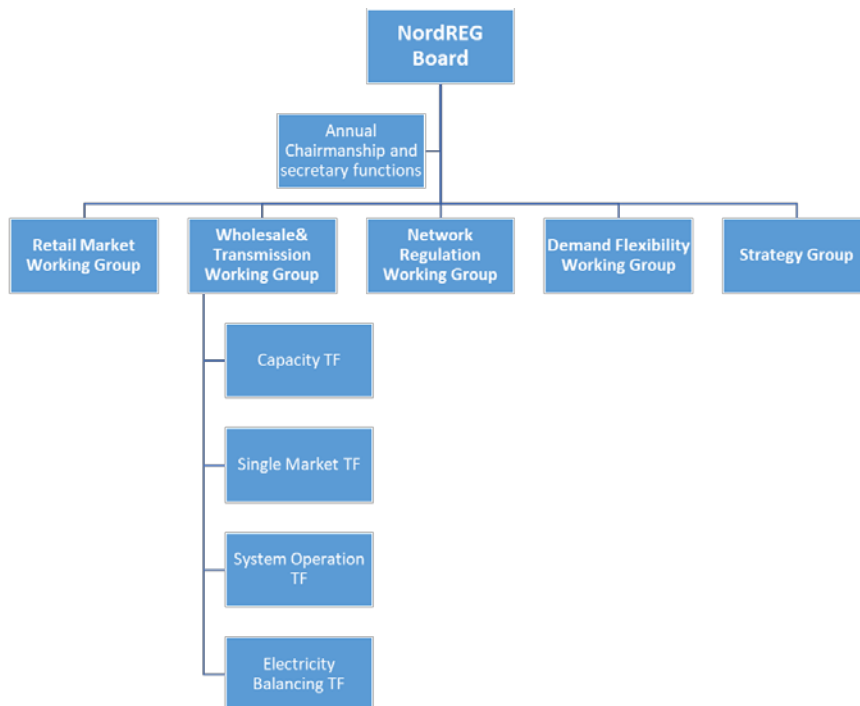 NordREG
Board
Annual
Chairmanship and
secretary functions
Retail Market
Working Group
Wholesale&
Transmission
Working Group
Network
Regulation
Working Group
Demand Flexibility
Working Group
Strategy Group
Capacity TF
Single Market TF
System Operation
TF
Electricity
Balancing TF